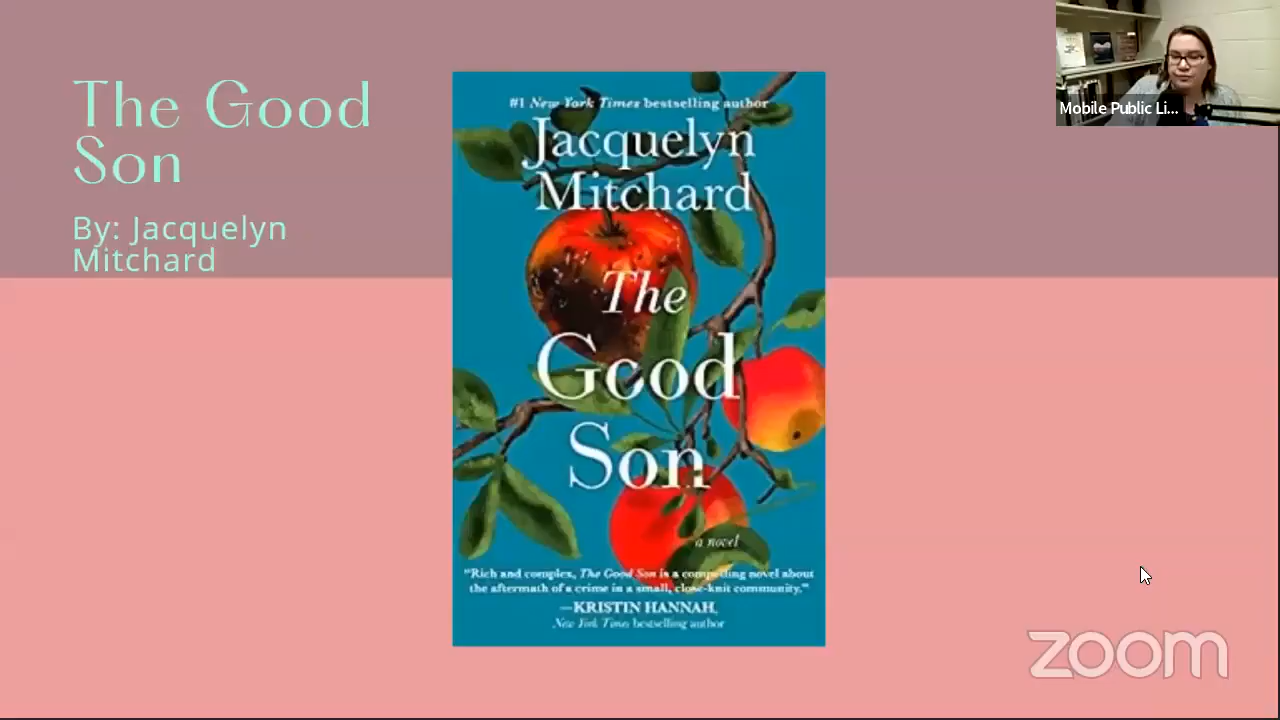 The Good
Son
By: Jacquelyn
Mitchard
#1 New York Times bestselling author
Jacquelyn
Mitchard
The
Good
Son
a novel
"Rich and complex, The Good Son is a compelling novel about
the aftermath of a crime in a small, close-knit community."
—KRISTIN HANNAH,
New York Times bestselling author
Mobile Public Li...
zoom